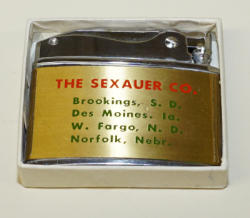 THE SEXAUER CO.
Brookings, S. D.
Des Moines. Ia.
W. Fargo, N. D.
Norfolk, Nebr.